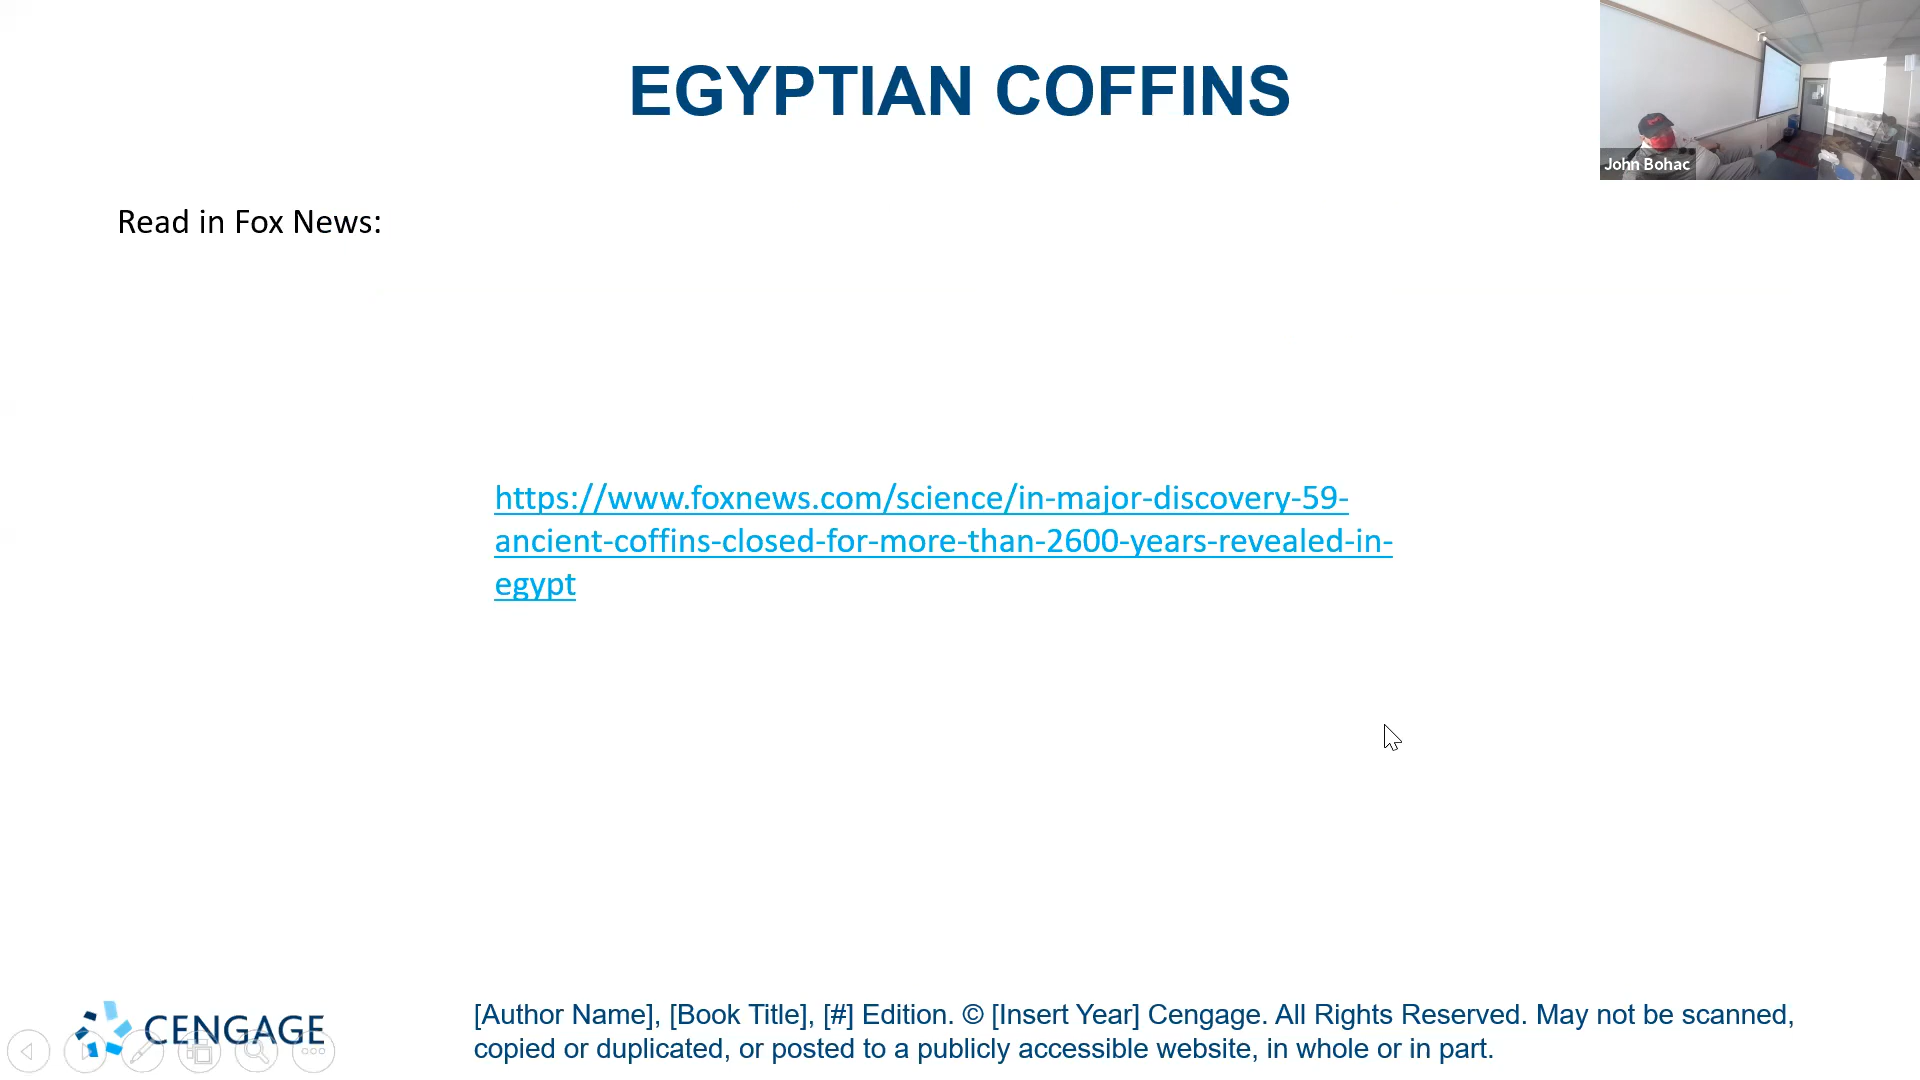 EGYPTIAN COFFINS
John Bohac
Read in Fox News:
https://www.foxnews.com/science/in-major-discovery-59-
ancient-coffins-closed-for-more-than-2600-years-revealed-in-
egypt
CENGAGE
[Author Name], [Book Title], [#] Edition. © [Insert Year] Cengage. All Rights Reserved. May not be scanned,
copied or duplicated, or posted to a publicly accessible website, in whole or in part.